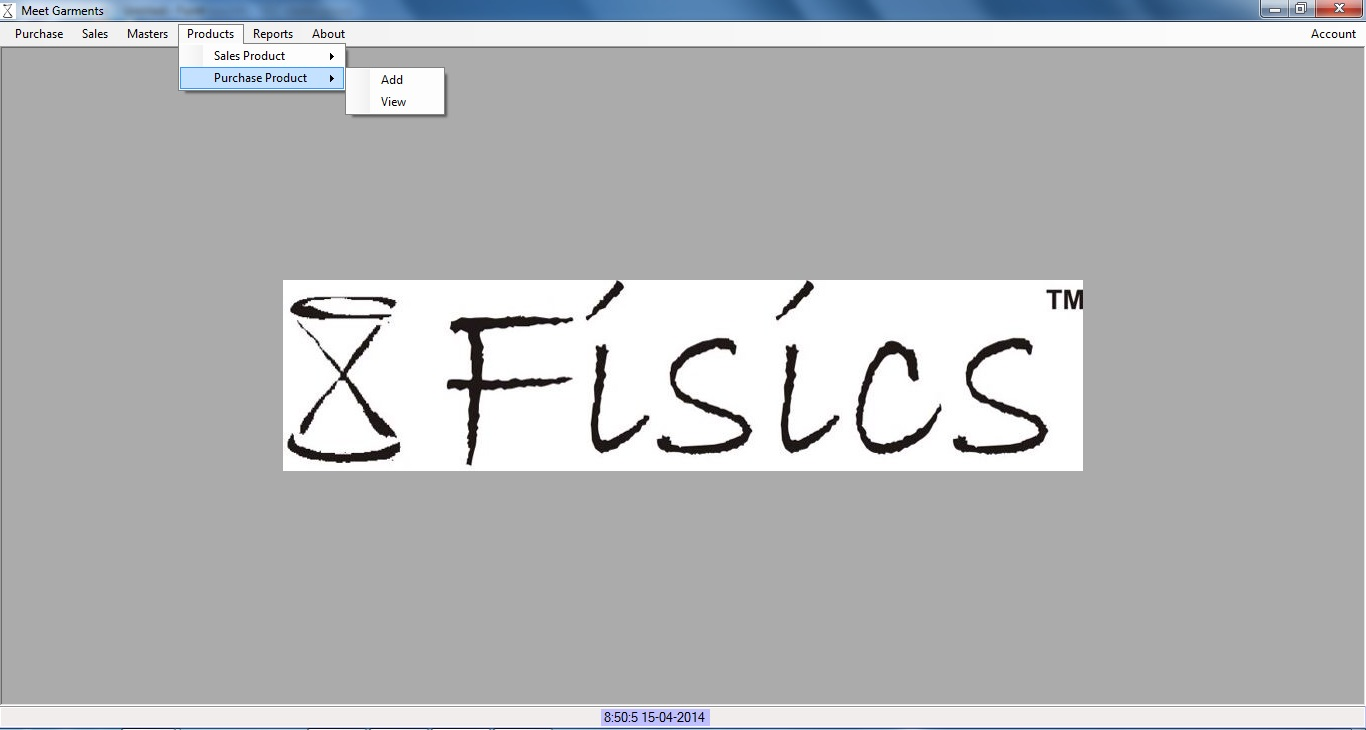 Meet Garments
Purchase Sales Masters Products Reports About Account
Sales Product
Purchase Product
Add
View
Físícs TM
8:50:5 15-04-2014